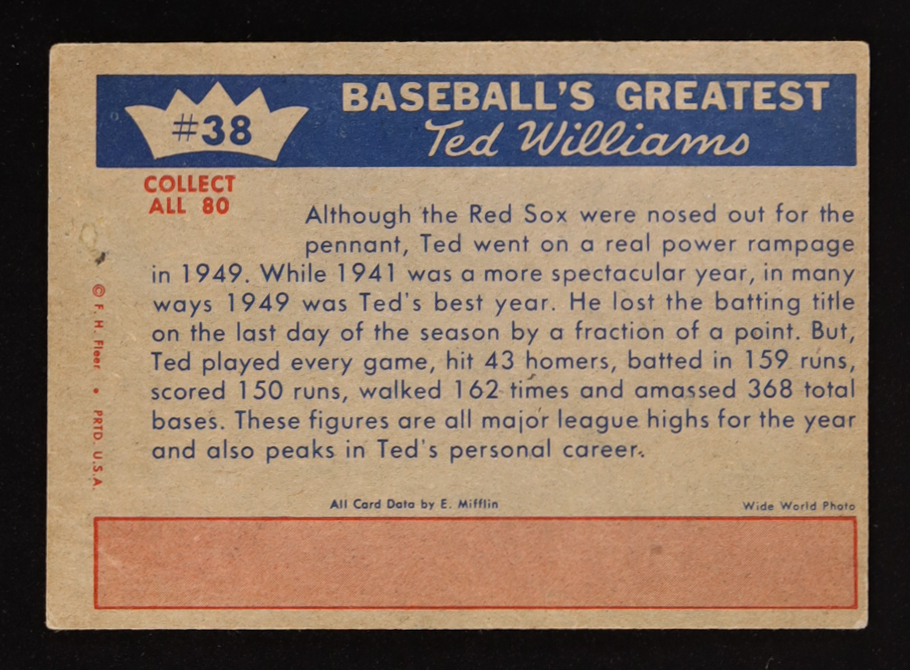 #38
BASEBALL'S GREATEST
Ted Williams
COLLECT
ALL 80
Although the Red Sox were nosed out for the
pennant, Ted went on a real power rampage
in 1949. While 1941 was a more spectacular year, in many
ways 1949 was Ted's best year. He lost the batting title
on the last day of the season by a fraction of a point. But,
Ted played every game, hit 43 homers, batted in 159 runs,
scored 150 runs, walked 162 times and amassed 368 total
bases. These figures are all major league highs for the year
and also peaks in Ted's personal career.
© F. H. Fleer • PRTD. U.S.A.
All Card Data by E. Mifflin
Wide World Photo